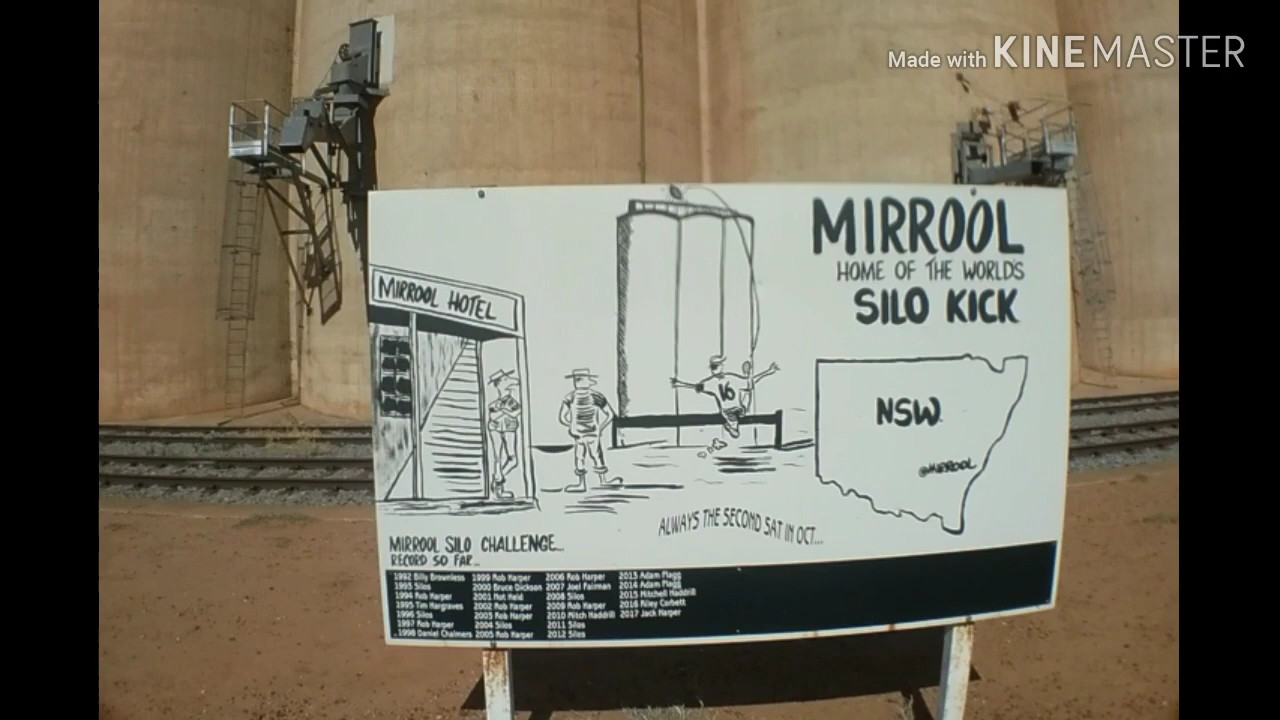 Made with KINEMASTER
MIRROOL
HOME OF THE WORLD'S
SILO KICK
MIRROOL HOTEL
16
NSW
@MIRROOL
ALWAYS THE SECOND SAT IN OCT...
MIRROOL SILO CHALLENGE...
RECORD SO FAR...
1992 Billy Brownless
1993 Silos
1994 Rob Harper
1995 Tim Hargraves
1996 Silos
1997 Rob Harper
1998 Daniel Chalmers
1999 Rob Harper
2000 Bruce Dickson
2001 Not Held
2002 Rob Harper
2003 Rob Harper
2004 Silos
2005 Rob Harper
2006 Rob Harper
2007 Joel Fairman
2008 Silos
2009 Rob Harper
2010 Mitch Haddrill
2011 Silos
2012 Silos
2013 Adam Flagg
2014 Adam Flagg
2015 Mitchell Haddrill
2016 Riley Corbett
2017 Jack Harper